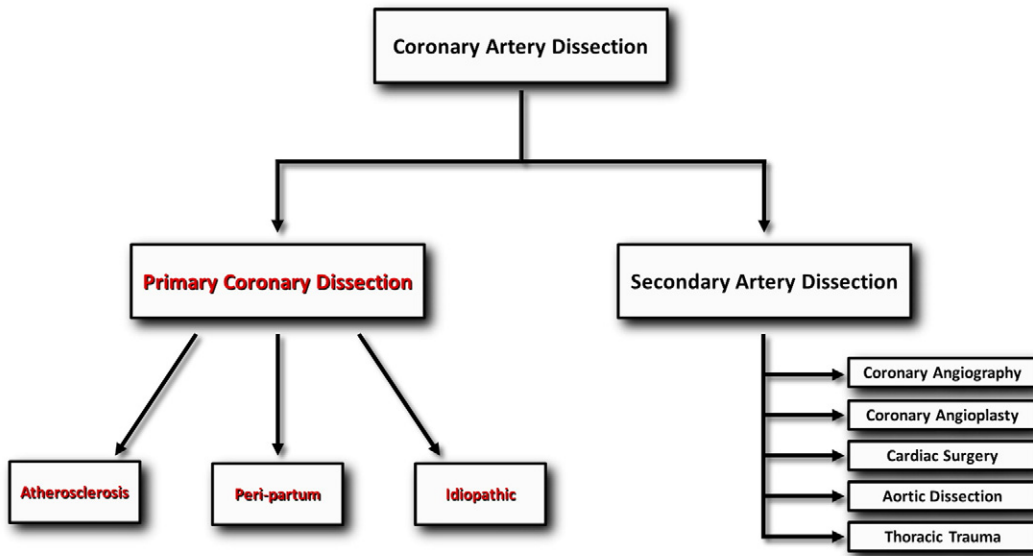 Coronary Artery Dissection
Primary Coronary Dissection
Secondary Artery Dissection
Coronary Angiography
Coronary Angioplasty
Cardiac Surgery
Aortic Dissection
Thoracic Trauma
Atherosclerosis
Peri-partum
Idiopathic